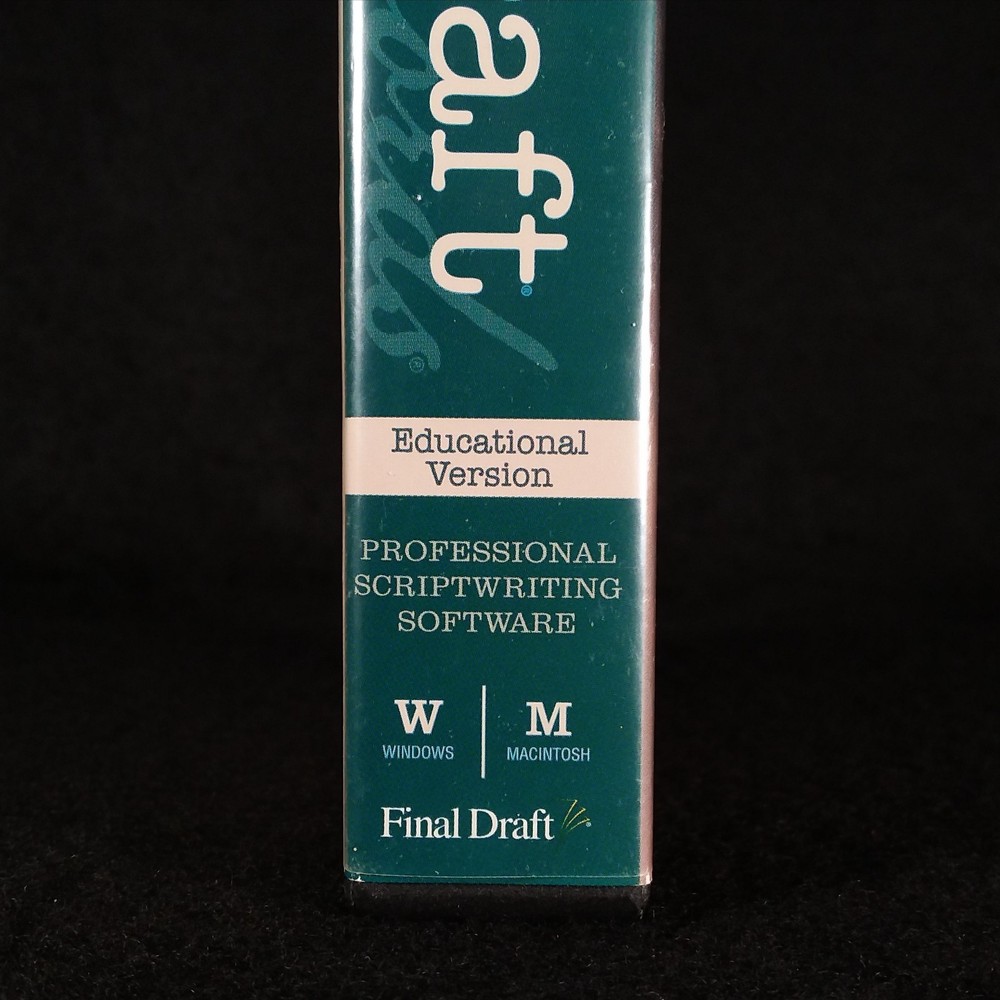 aft®
Educational
Version
PROFESSIONAL
SCRIPTWRITING
SOFTWARE
W M
WINDOWS MACINTOSH
Final Draft